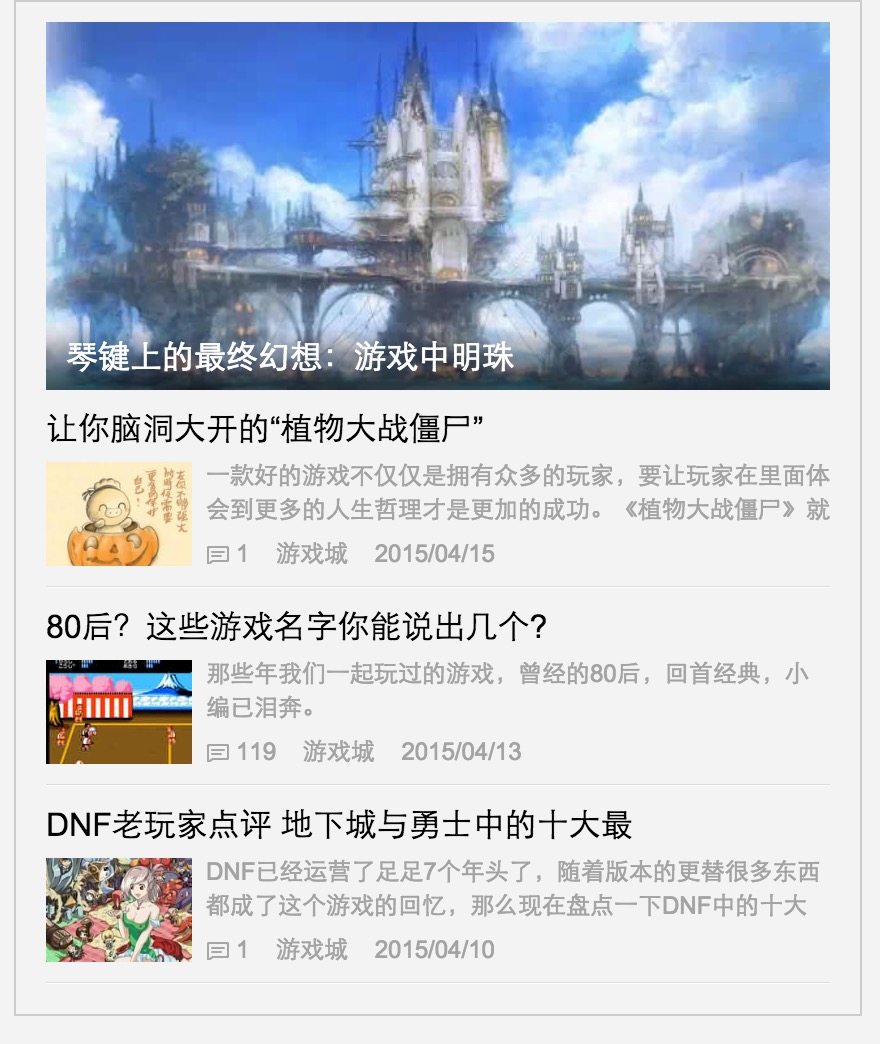 琴键上的最终幻想：游戏中明珠
让你脑洞大开的“植物大战僵尸”
一款好的游戏不仅仅是拥有众多的玩家，要让玩家在里面体
会到更多的人生哲理才是更加的成功。《植物大战僵尸》就
1 游戏城 2015/04/15
80后？这些游戏名字你能说出几个?
那些年我们一起玩过的游戏，曾经的80后，回首经典，小
编已泪奔。
119 游戏城 2015/04/13
DNF老玩家点评 地下城与勇士中的十大最
DNF已经运营了足足7个年头了，随着版本的更替很多东西
都成了这个游戏的回忆，那么现在盘点一下DNF中的十大
1 游戏城 2015/04/10